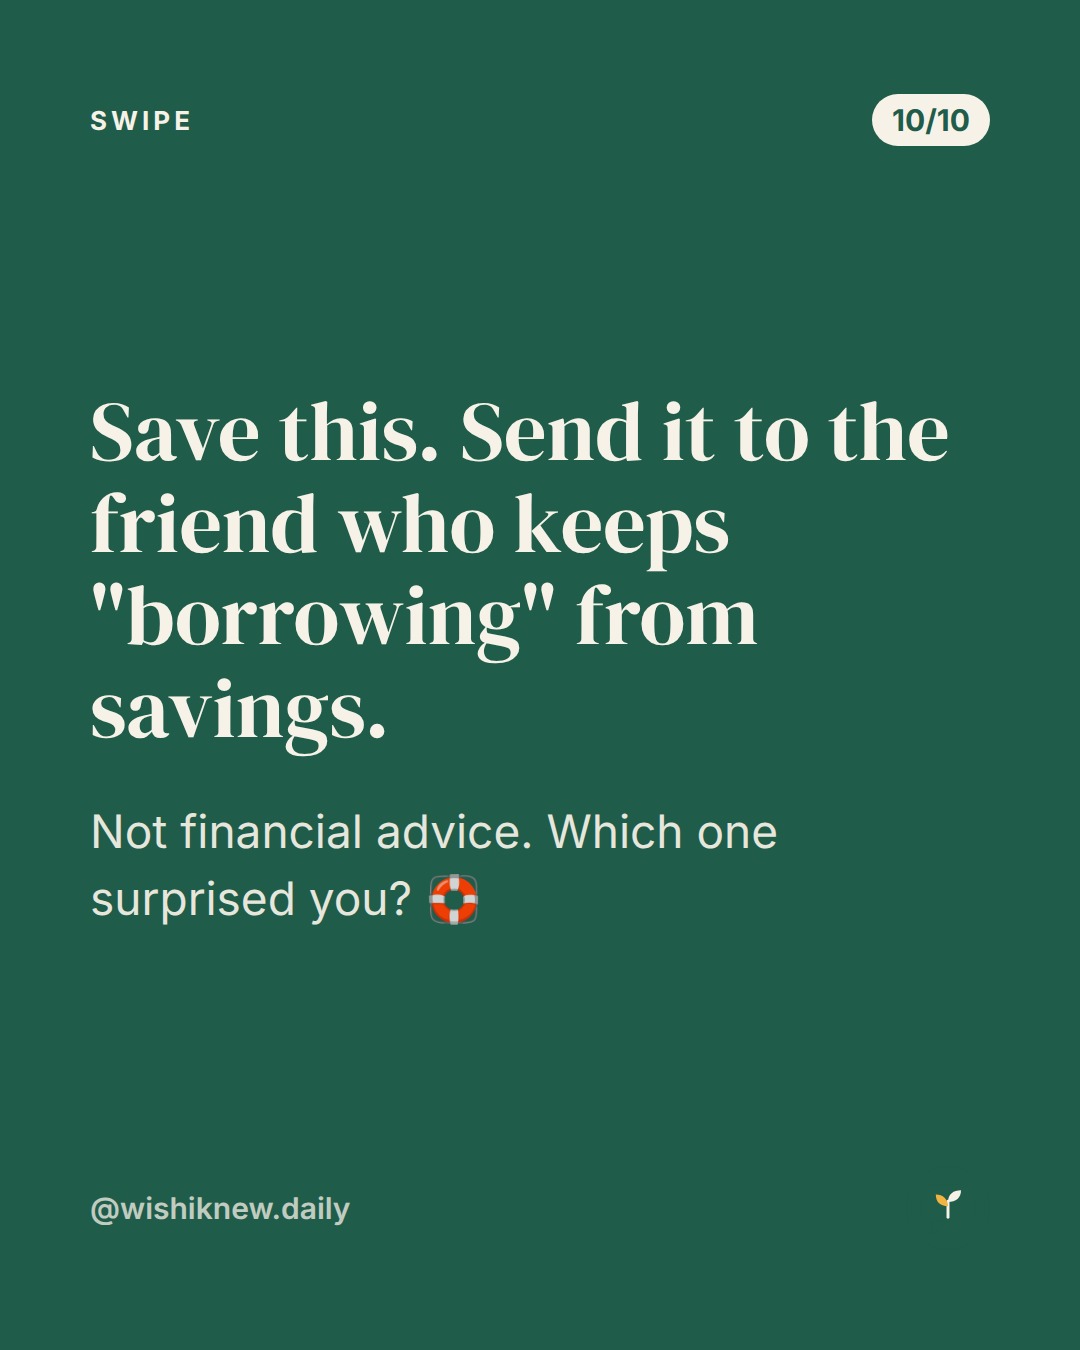 SWIPE
10/10
Save this. Send it to the
friend who keeps
"borrowing" from
savings.
Not financial advice. Which one
surprised you? 🛟
@wishiknew.daily